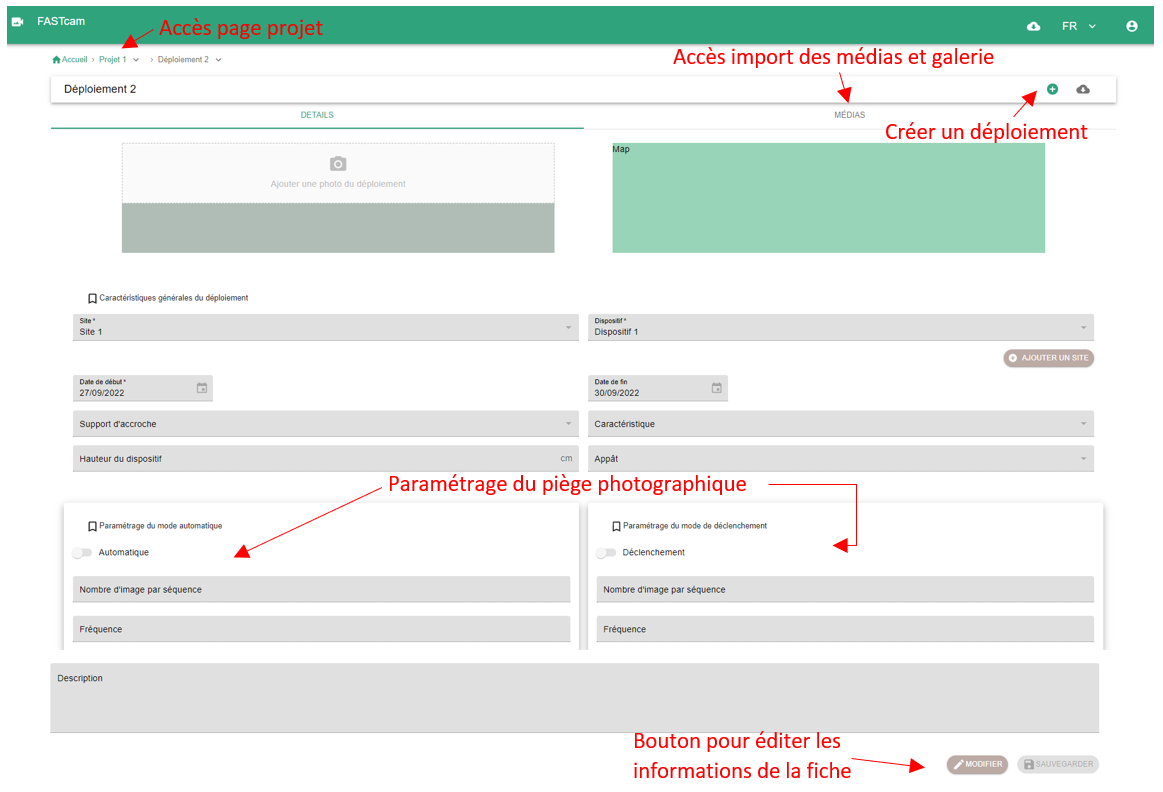 FASTcam
FR
Accès page projet
Accueil › Projet 1 › Déploiement 2
Accès import des médias et galerie
Déploiement 2
DETAILS
MÉDIAS
Créer un déploiement
Ajouter une photo du déploiement
Map
Caractéristiques générales du déploiement
Site *
Site 1
Dispositif *
Dispositif 1
AJOUTER UN SITE
Date de début *
27/09/2022
Date de fin
30/09/2022
Support d'accroche
Caractéristique
Hauteur du dispositif cm
Appât
Paramétrage du piège photographique
Paramétrage du mode automatique
Automatique
Nombre d'image par séquence
Fréquence
Paramétrage du mode de déclenchement
Déclenchement
Nombre d'image par séquence
Fréquence
Description
Bouton pour éditer les
informations de la fiche
MODIFIER
SAUVEGARDER